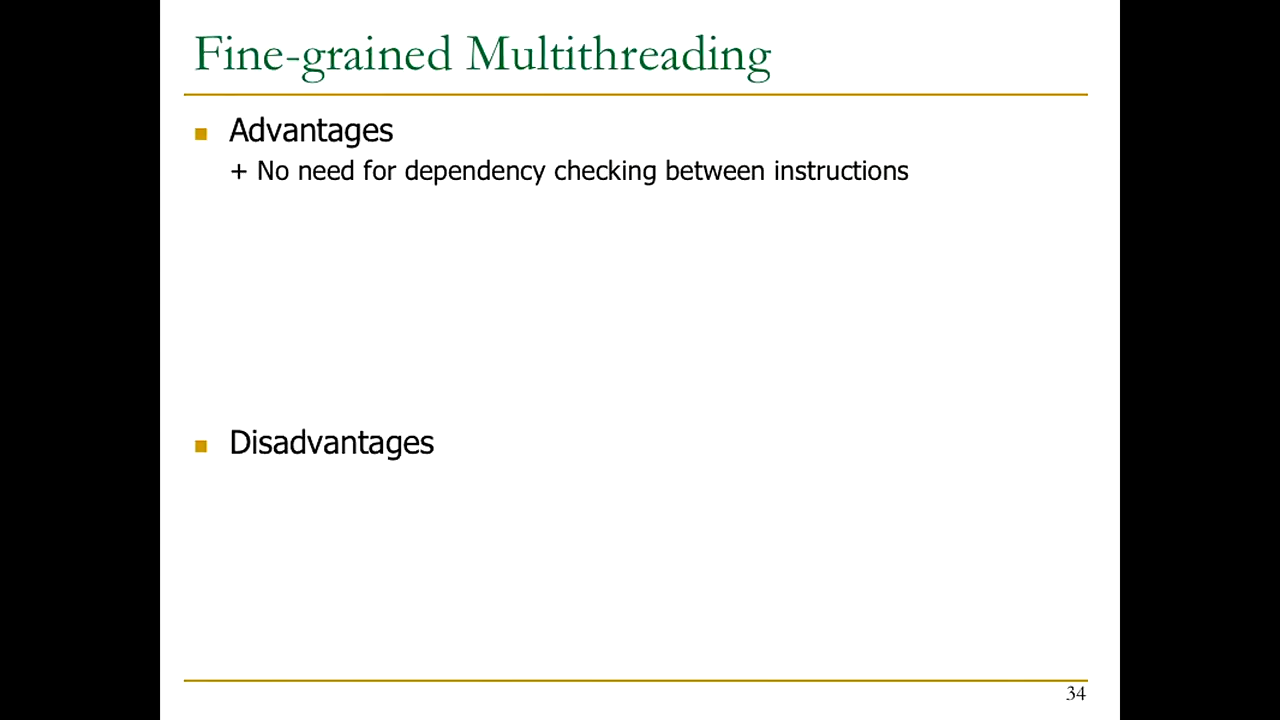 Fine-grained Multithreading
Advantages
+ No need for dependency checking between instructions
Disadvantages
34